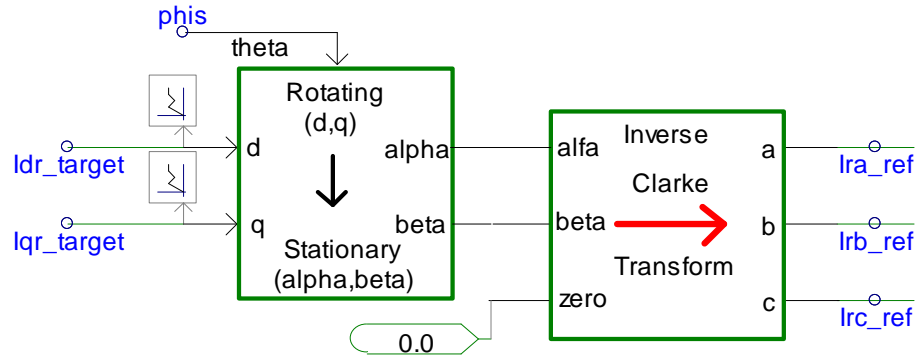 phis
theta
Rotating
(d,q)
Idr_target
d
Iqr_target
q
Stationary
(alpha,beta)
alpha
beta
alfa
beta
zero
0.0
Inverse
Clarke
Transform
a
b
c
Ira_ref
Irb_ref
Irc_ref